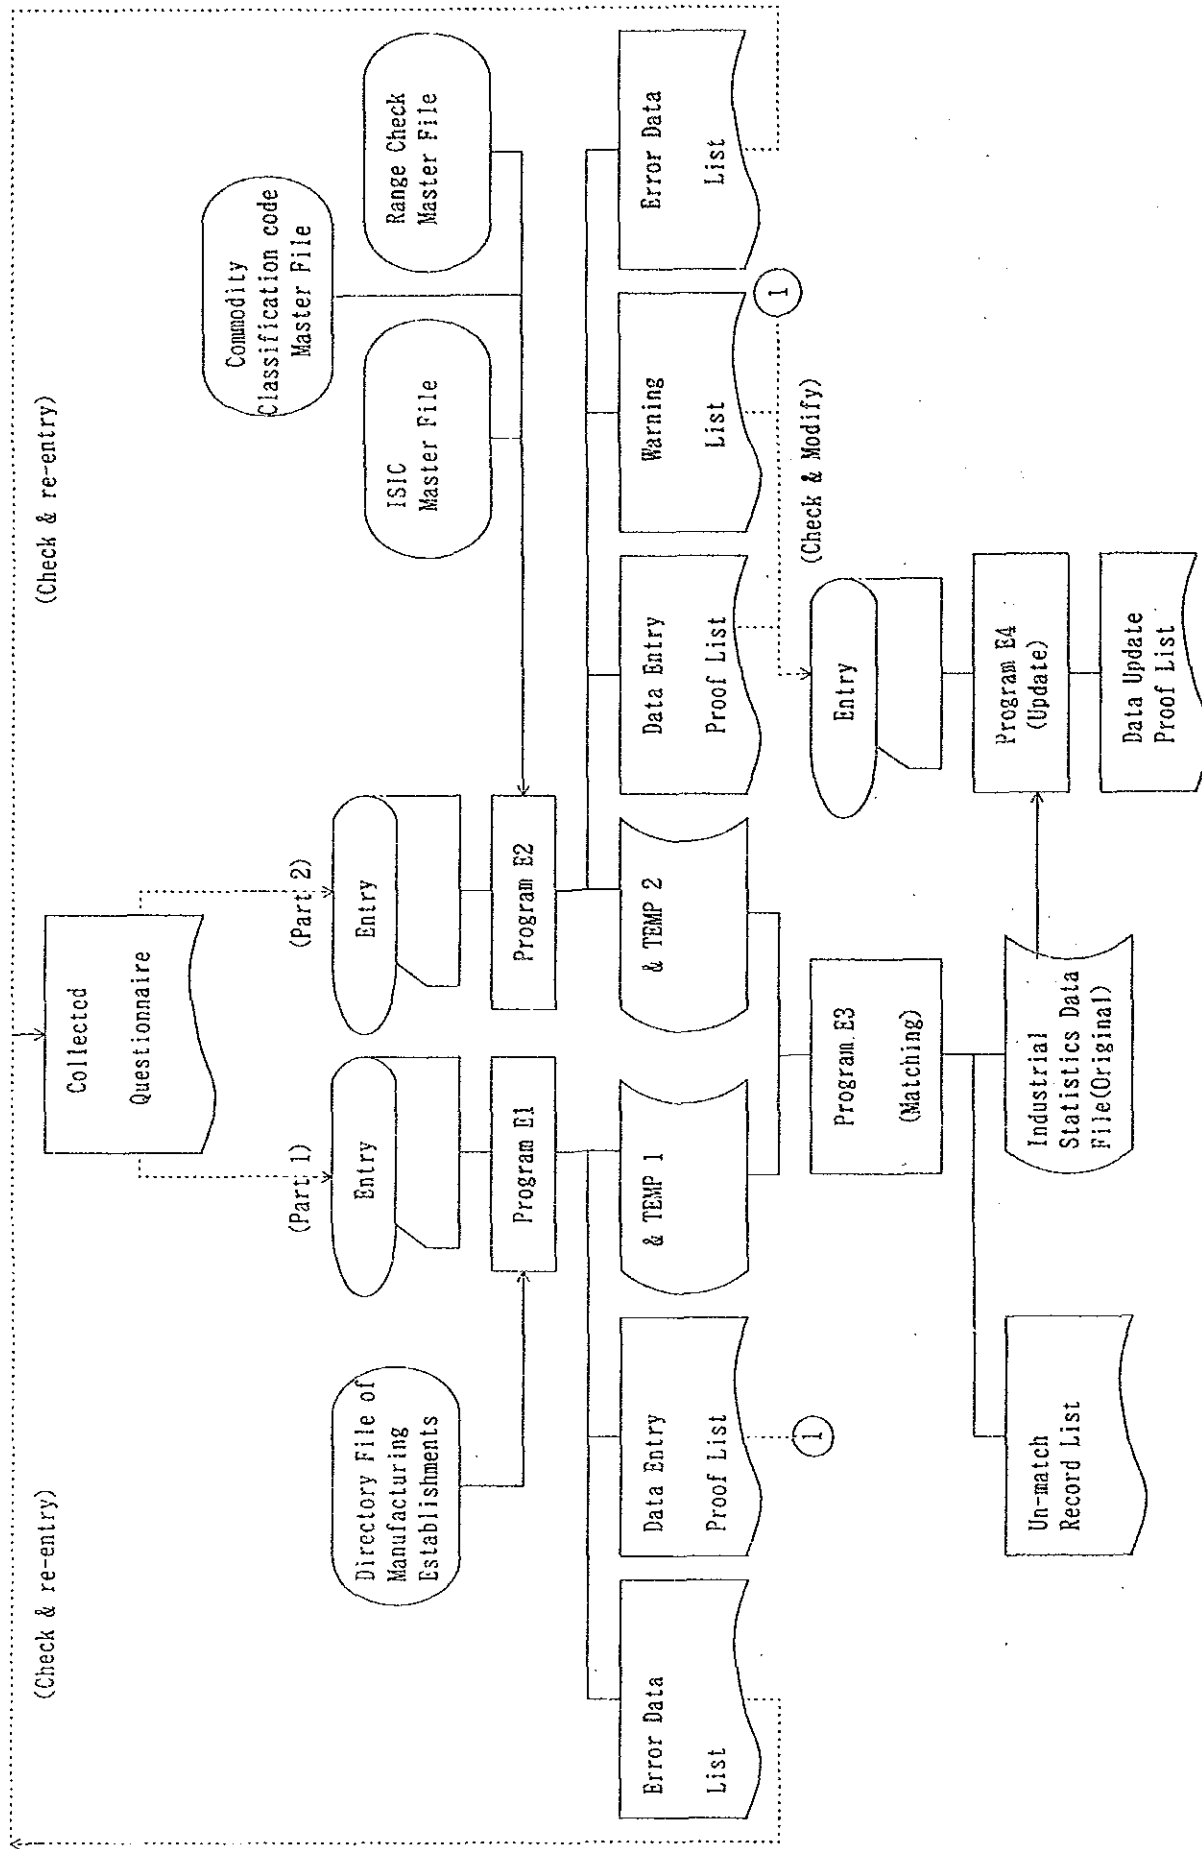 (Check & re-entry)
(Check & re-entry)
Collected
Questionnaire
(Part 1)
(Part 2)
Commodity
Classification code
Master File
Directory File of
Manufacturing
Establishments
Entry
Entry
ISIC
Master File
Range Check
Master File
Program E1
Program E2
Error Data
List
Data Entry
Proof List
& TEMP 1
& TEMP 2
Data Entry
Proof List
Warning
List
Error Data
List
1
1
(Check & Modify)
Program E3
(Matching)
Entry
Un-match
Record List
Industrial
Statistics Data
File(Original)
Program E4
(Update)
Data Update
Proof List